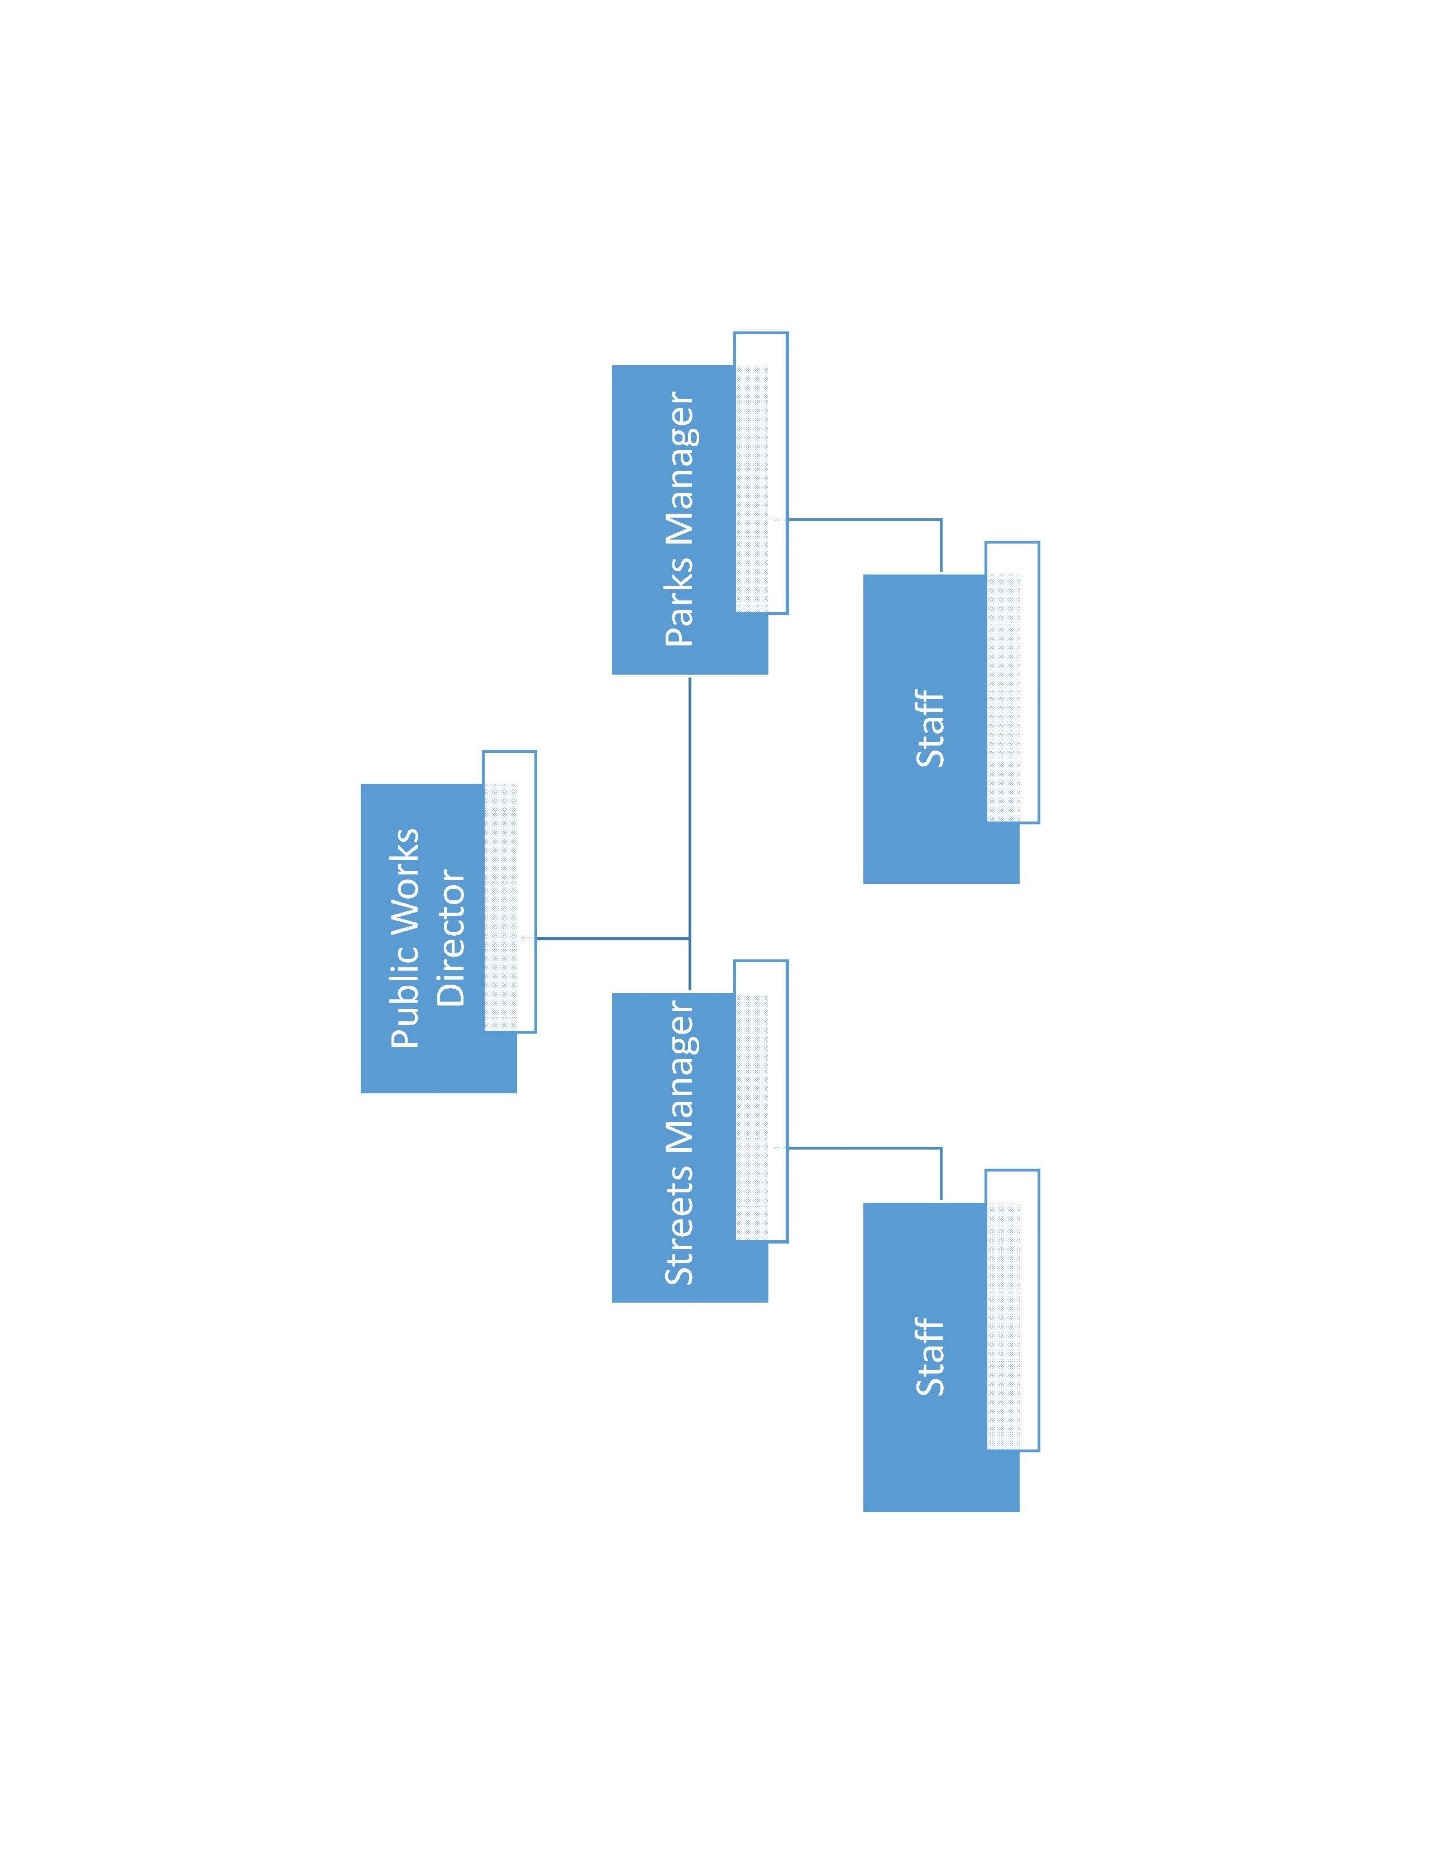 Public Works
Director
Streets Manager
Parks Manager
Staff
Staff